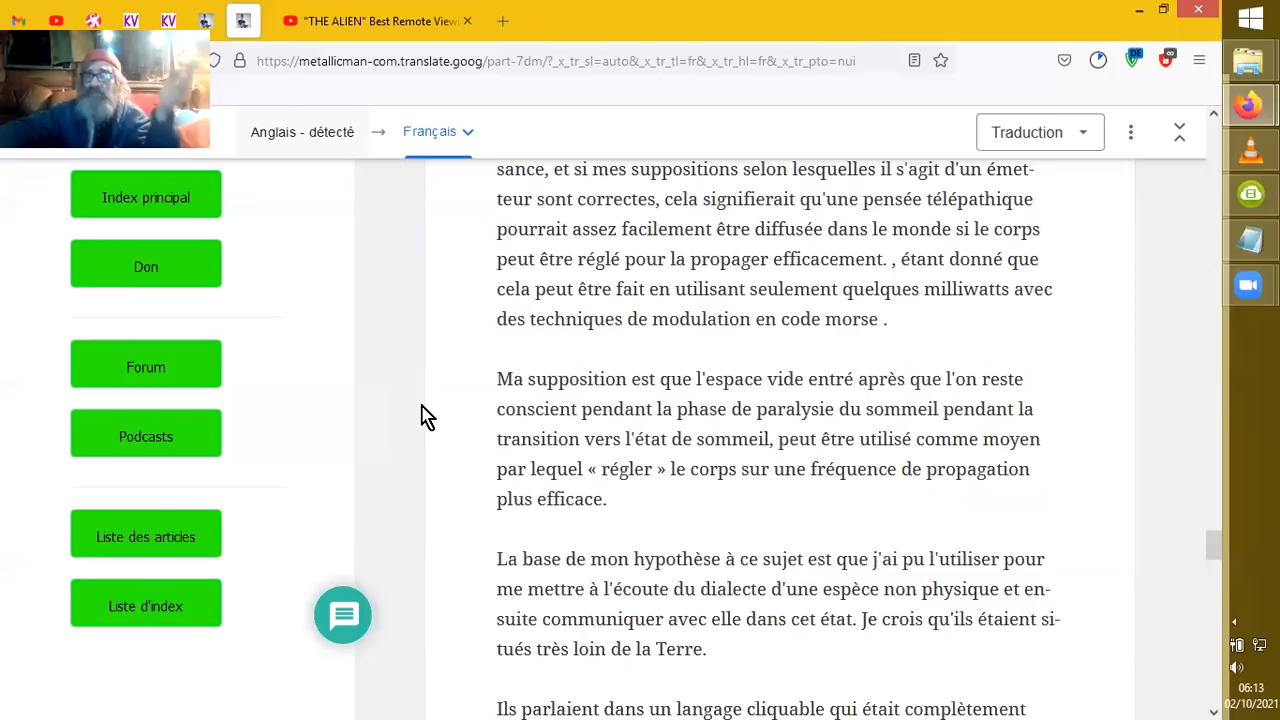 KV
KV
"THE ALIEN" Best Remote View
https://metallicman-com.translate.goog/part-7dm/?_x_tr_sl=auto&_x_tr_tl=fr&_x_tr_hl=fr&_x_tr_pto=nui
DE
Anglais - détecté
Français
Traduction
Index principal
Don
Forum
Podcasts
Liste des articles
Liste d'index
sance, et si mes suppositions selon lesquelles il s'agit d'un émet-
teur sont correctes, cela signifierait qu'une pensée télépathique
pourrait assez facilement être diffusée dans le monde si le corps
peut être réglé pour la propager efficacement. , étant donné que
cela peut être fait en utilisant seulement quelques milliwatts avec
des techniques de modulation en code morse .
Ma supposition est que l'espace vide entré après que l'on reste
conscient pendant la phase de paralysie du sommeil pendant la
transition vers l'état de sommeil, peut être utilisé comme moyen
par lequel « régler » le corps sur une fréquence de propagation
plus efficace.
La base de mon hypothèse à ce sujet est que j'ai pu l'utiliser pour
me mettre à l'écoute du dialecte d'une espèce non physique et en-
suite communiquer avec elle dans cet état. Je crois qu'ils étaient si-
tués très loin de la Terre.
Ils parlaient dans un langage cliquable qui était complètement
06:13
02/10/2021